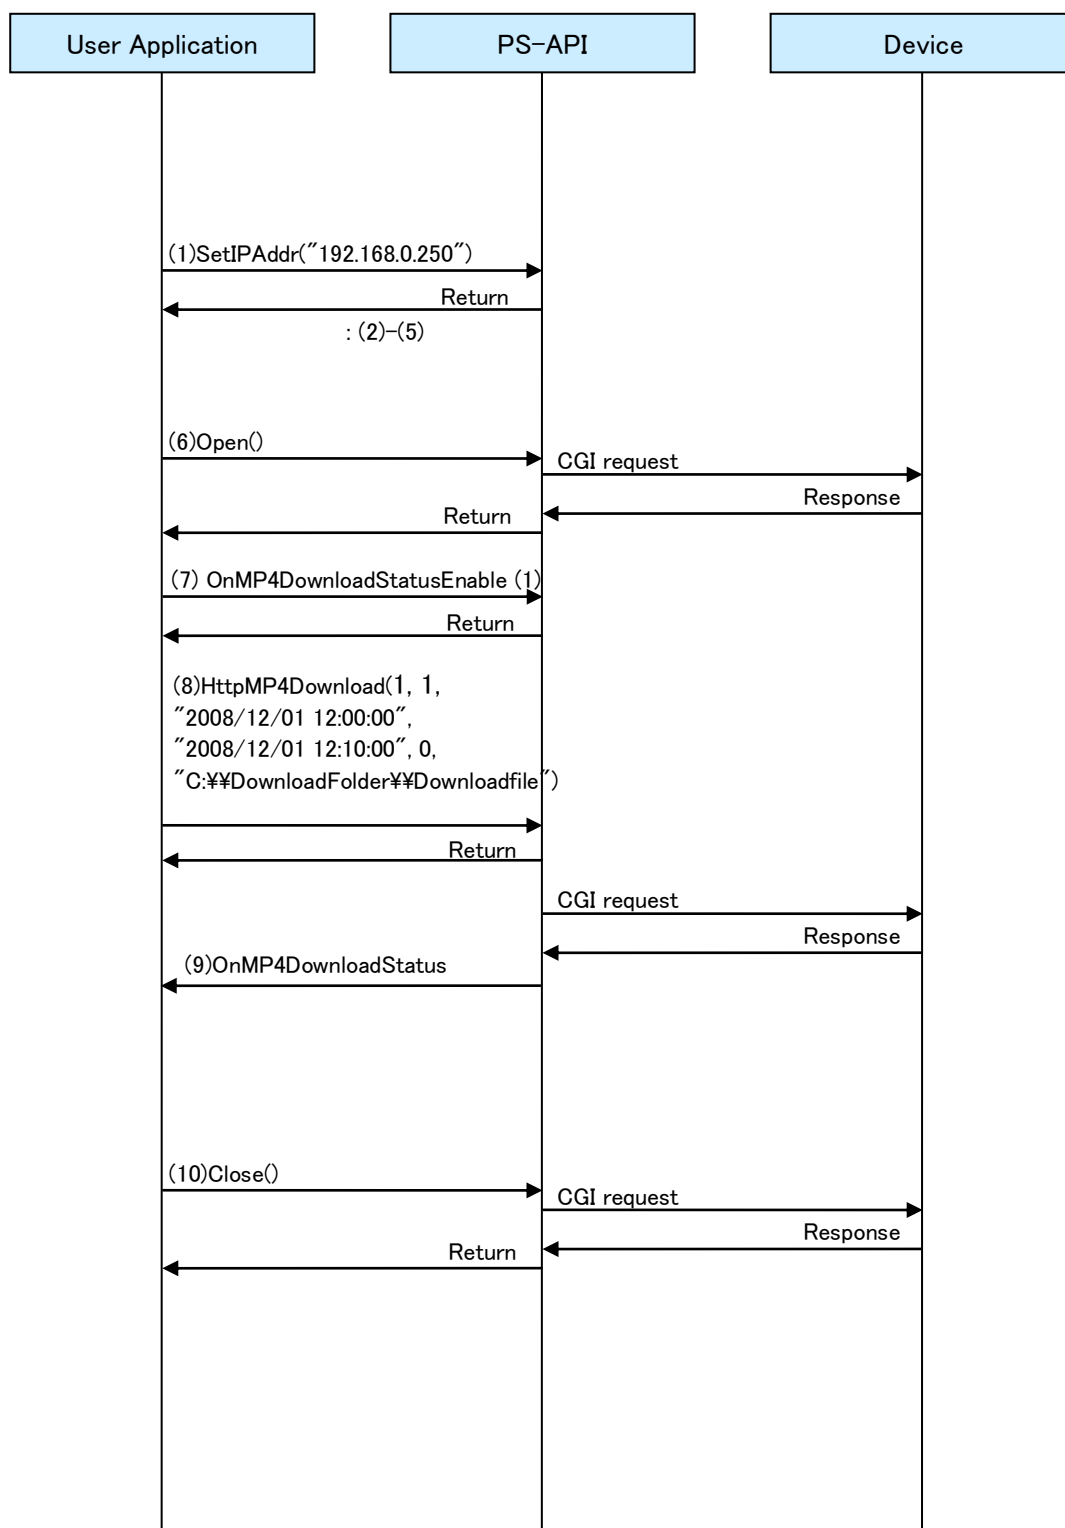 User Application
PS-API
Device
(1)SetIPAddr("192.168.0.250")
Return
: (2)-(5)
(6)Open()
CGI request
Response
Return
(7) OnMP4DownloadStatusEnable (1)
Return
(8)HttpMP4Download(1, 1,
"2008/12/01 12:00:00",
"2008/12/01 12:10:00", 0,
"C:¥¥DownloadFolder¥¥Downloadfile")
Return
CGI request
Response
(9)OnMP4DownloadStatus
(10)Close()
CGI request
Response
Return